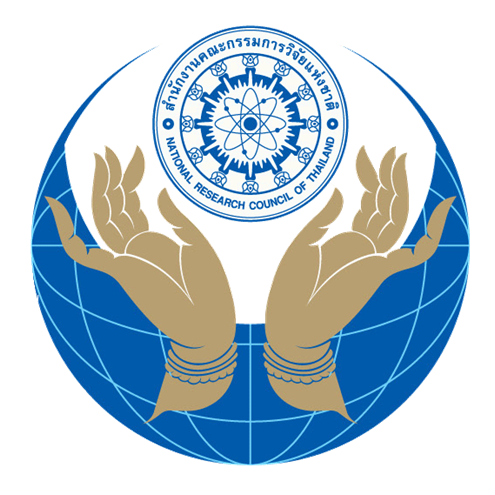 สำนักงานคณะกรรมการวิจัยแห่งชาติ
NATIONAL RESEARCH COUNCIL OF THAILAND